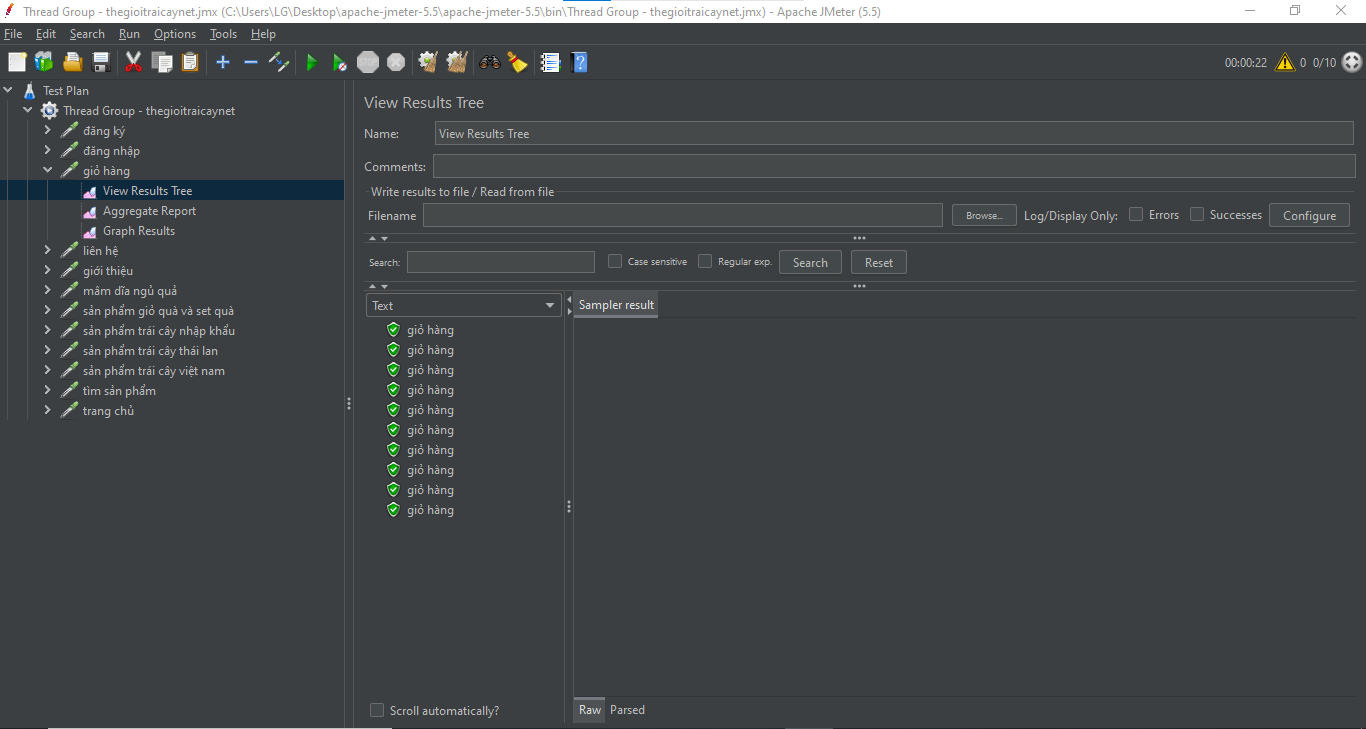 Thread Group - thegioitraicaynet.jmx (C:\Users\LG\Desktop\apache-jmeter-5.5\apache-jmeter-5.5\bin\Thread Group - thegioitraicaynet.jmx) - Apache JMeter (5.5)
File Edit Search Run Options Tools Help
STOP 00:00:22 0 0/10
Test Plan
Thread Group - thegioitraicaynet
đăng ký
đăng nhập
giỏ hàng
View Results Tree
Aggregate Report
Graph Results
liên hệ
giới thiệu
mâm dĩa ngủ quả
sản phẩm giỏ quà và set quà
sản phẩm trái cây nhập khẩu
sản phẩm trái cây thái lan
sản phẩm trái cây việt nam
tìm sản phẩm
trang chủ
View Results Tree
Name: View Results Tree
Comments:
Write results to file / Read from file
Filename Browse... Log/Display Only: Errors Successes Configure
Search: Case sensitive Regular exp. Search Reset
Text
Sampler result
giỏ hàng
giỏ hàng
giỏ hàng
giỏ hàng
giỏ hàng
giỏ hàng
giỏ hàng
giỏ hàng
giỏ hàng
giỏ hàng
Scroll automatically?
Raw Parsed